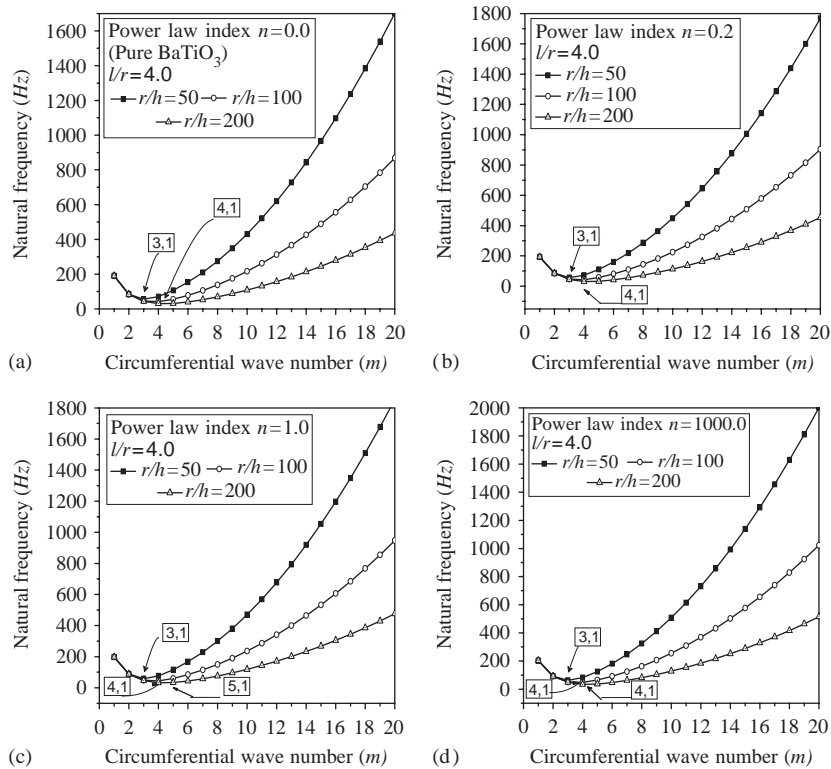 Power law index n=0.0
(Pure BaTiO3)
l/r=4.0
r/h=50 r/h=100
r/h=200
1600
1400
1200
1000
800
600
400
200
0
Natural frequency (Hz)
3,1
4,1
0 2 4 6 8 10 12 14 16 18 20
(a) Circumferential wave number (m)
Power law index n=0.2
l/r=4.0
r/h=50
r/h=100
r/h=200
1800
1600
1400
1200
1000
800
600
400
200
0
Natural frequency (Hz)
3,1
4,1
0 2 4 6 8 10 12 14 16 18 20
(b) Circumferential wave number (m)
Power law index n=1.0
l/r=4.0
r/h=50 r/h=100
r/h=200
1800
1600
1400
1200
1000
800
600
400
200
0
Natural frequency (Hz)
3,1
4,1
5,1
0 2 4 6 8 10 12 14 16 18 20
(c) Circumferential wave number (m)
Power law index n=1000.0
l/r=4.0
r/h=50 r/h=100
r/h=200
2000
1800
1600
1400
1200
1000
800
600
400
200
0
Natural frequency (Hz)
3,1
4,1
4,1
0 2 4 6 8 10 12 14 16 18 20
(d) Circumferential wave number (m)